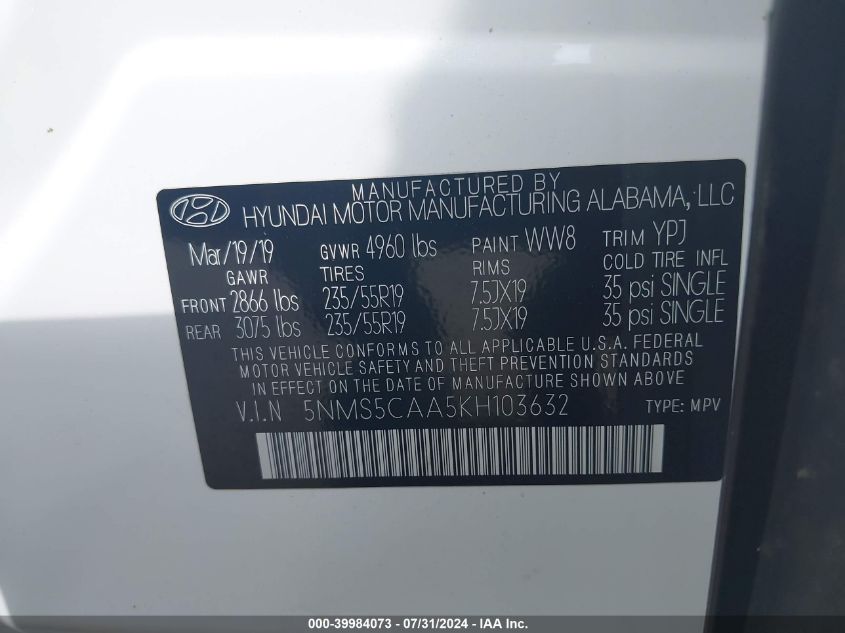 MANUFACTURED BY
HYUNDAI MOTOR MANUFACTURING ALABAMA, LLC
Mar/19/19 GVWR 4960 lbs PAINT WW8 TRIM YPJ
GAWR TIRES RIMS COLD TIRE INFL
FRONT 2866 lbs 235/55R19 7.5JX19 35 psi SINGLE
REAR 3075 lbs 235/55R19 7.5JX19 35 psi SINGLE
THIS VEHICLE CONFORMS TO ALL APPLICABLE U.S.A. FEDERAL
MOTOR VEHICLE SAFETY AND THEFT PREVENTION STANDARDS
IN EFFECT ON THE DATE OF MANUFACTURE SHOWN ABOVE
V.I.N 5NMS5CAA5KH103632 TYPE: MPV
000-39984073 - 07/31/2024 - IAA Inc.